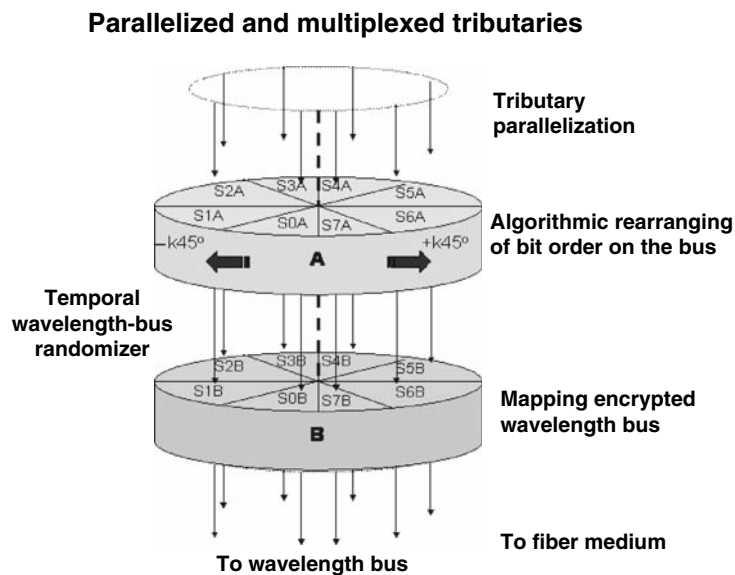 Parallelized and multiplexed tributaries
Tributary
parallelization
S3A
S4A
S2A
S5A
S1A
S0A
S7A
S6A
–k45º
+k45º
A
Algorithmic rearranging
of bit order on the bus
Temporal
wavelength-bus
randomizer
S3B
S4B
S2B
S5B
S1B
S0B
S7B
S6B
B
Mapping encrypted
wavelength bus
To fiber medium
To wavelength bus